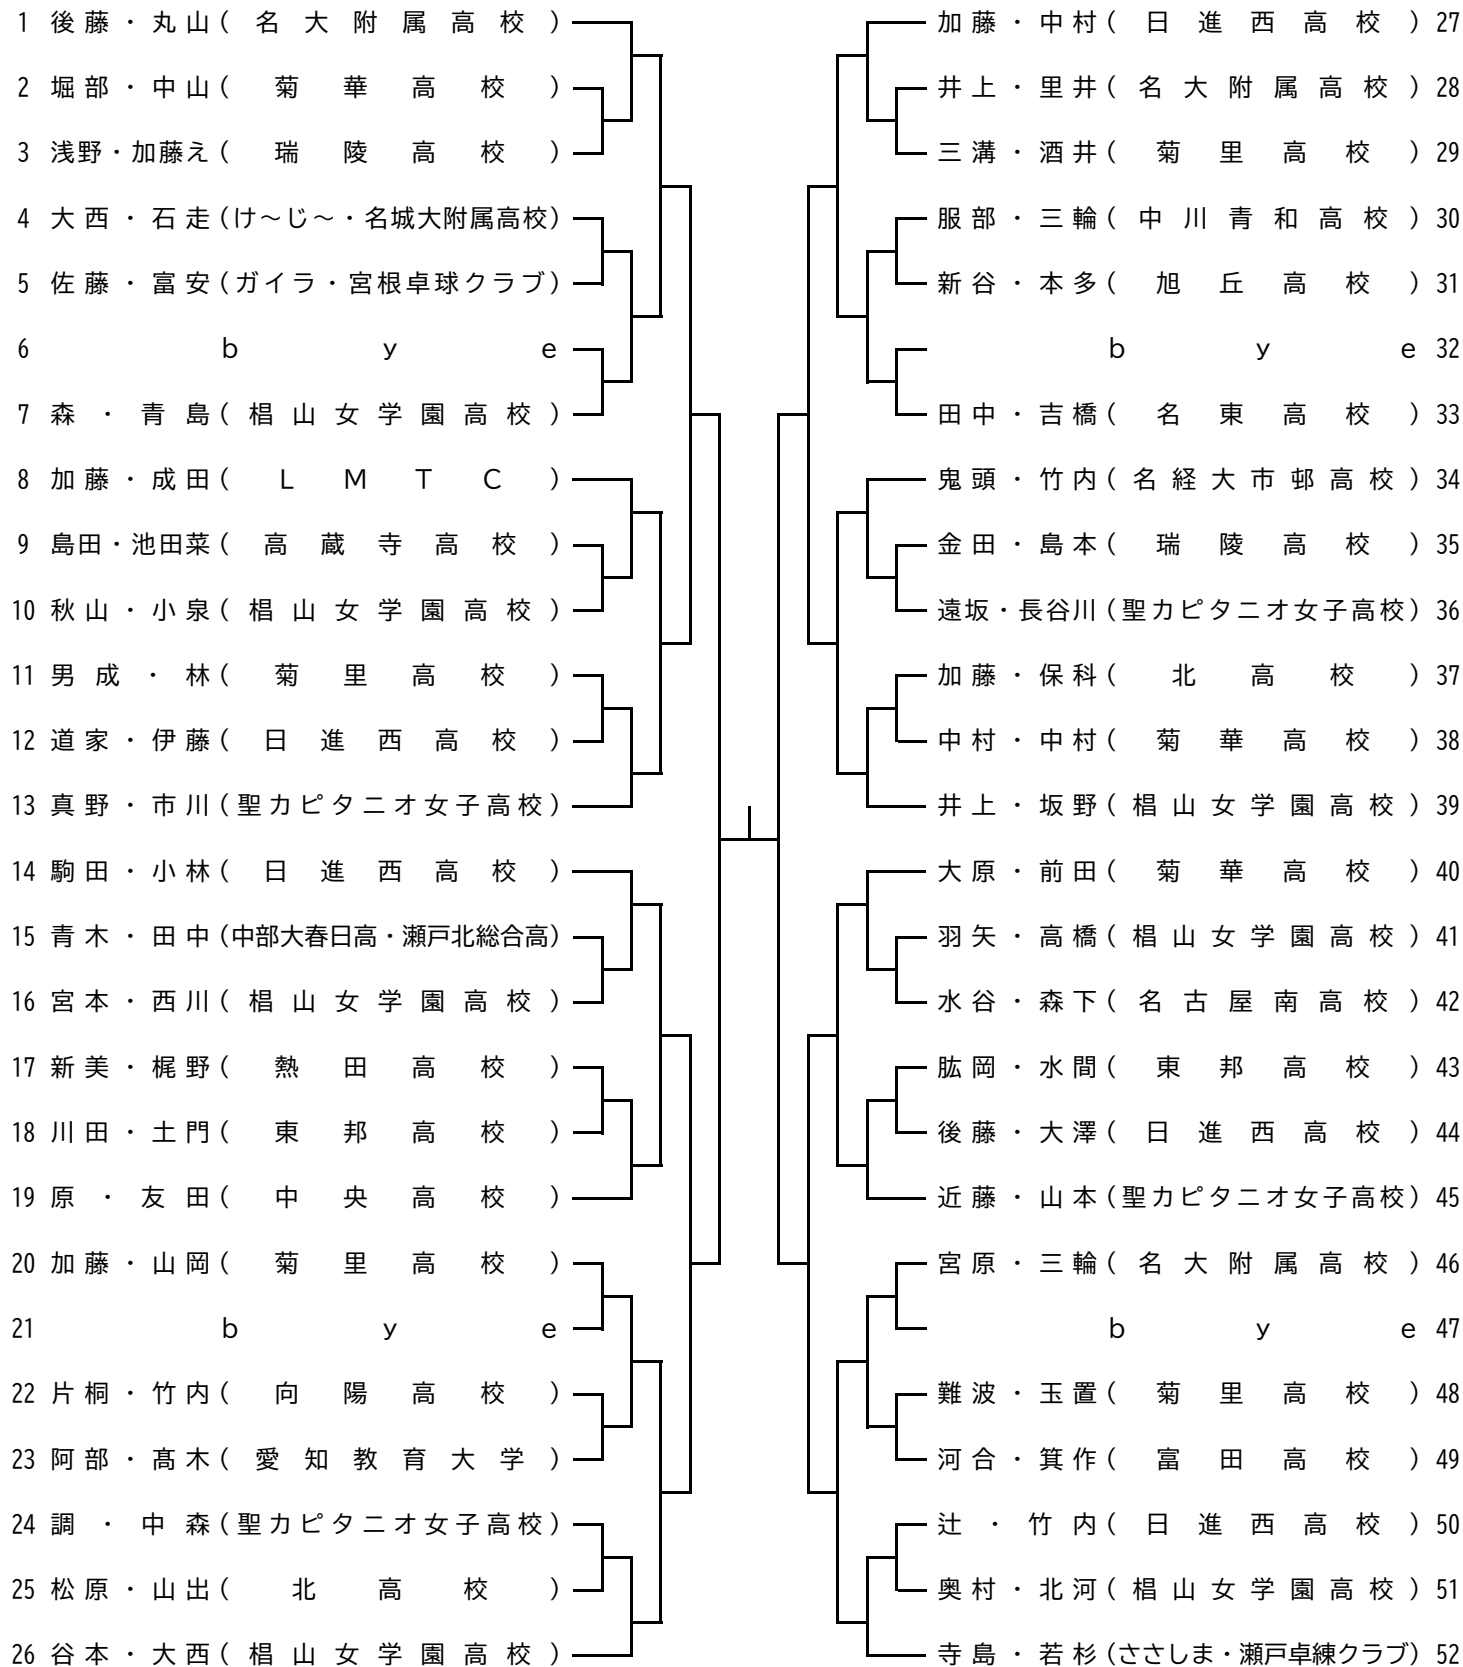 1 後藤・丸山(名大附属高校)
2 堀部・中山(菊華高校)
3 浅野・加藤え(瑞陵高校)
4 大西・石走(け～じ～・名城大附属高校)
5 佐藤・富安(ガイラ・宮根卓球クラブ)
6 bye
7 森・青島(椙山女学園高校)
8 加藤・成田(LMTC)
9 島田・池田菜(高蔵寺高校)
10 秋山・小泉(椙山女学園高校)
11 男成・林(菊里高校)
12 道家・伊藤(日進西高校)
13 真野・市川(聖カピタニオ女子高校)
14 駒田・小林(日進西高校)
15 青木・田中(中部大春日高・瀬戸北総合高)
16 宮本・西川(椙山女学園高校)
17 新美・梶野(熱田高校)
18 川田・土門(東邦高校)
19 原・友田(中央高校)
20 加藤・山岡(菊里高校)
21 bye
22 片桐・竹内(向陽高校)
23 阿部・髙木(愛知教育大学)
24 調・中森(聖カピタニオ女子高校)
25 松原・山出(北高校)
26 谷本・大西(椙山女学園高校)
加藤・中村(日進西高校) 27
井上・里井(名大附属高校) 28
三溝・酒井(菊里高校) 29
服部・三輪(中川青和高校) 30
新谷・本多(旭丘高校) 31
bye 32
田中・吉橋(名東高校) 33
鬼頭・竹内(名経大市邨高校) 34
金田・島本(瑞陵高校) 35
遠坂・長谷川(聖カピタニオ女子高校) 36
加藤・保科(北高校) 37
中村・中村(菊華高校) 38
井上・坂野(椙山女学園高校) 39
大原・前田(菊華高校) 40
羽矢・高橋(椙山女学園高校) 41
水谷・森下(名古屋南高校) 42
肱岡・水間(東邦高校) 43
後藤・大澤(日進西高校) 44
近藤・山本(聖カピタニオ女子高校) 45
宮原・三輪(名大附属高校) 46
bye 47
難波・玉置(菊里高校) 48
河合・箕作(富田高校) 49
辻・竹内(日進西高校) 50
奥村・北河(椙山女学園高校) 51
寺島・若杉(ささしま・瀬戸卓練クラブ) 52